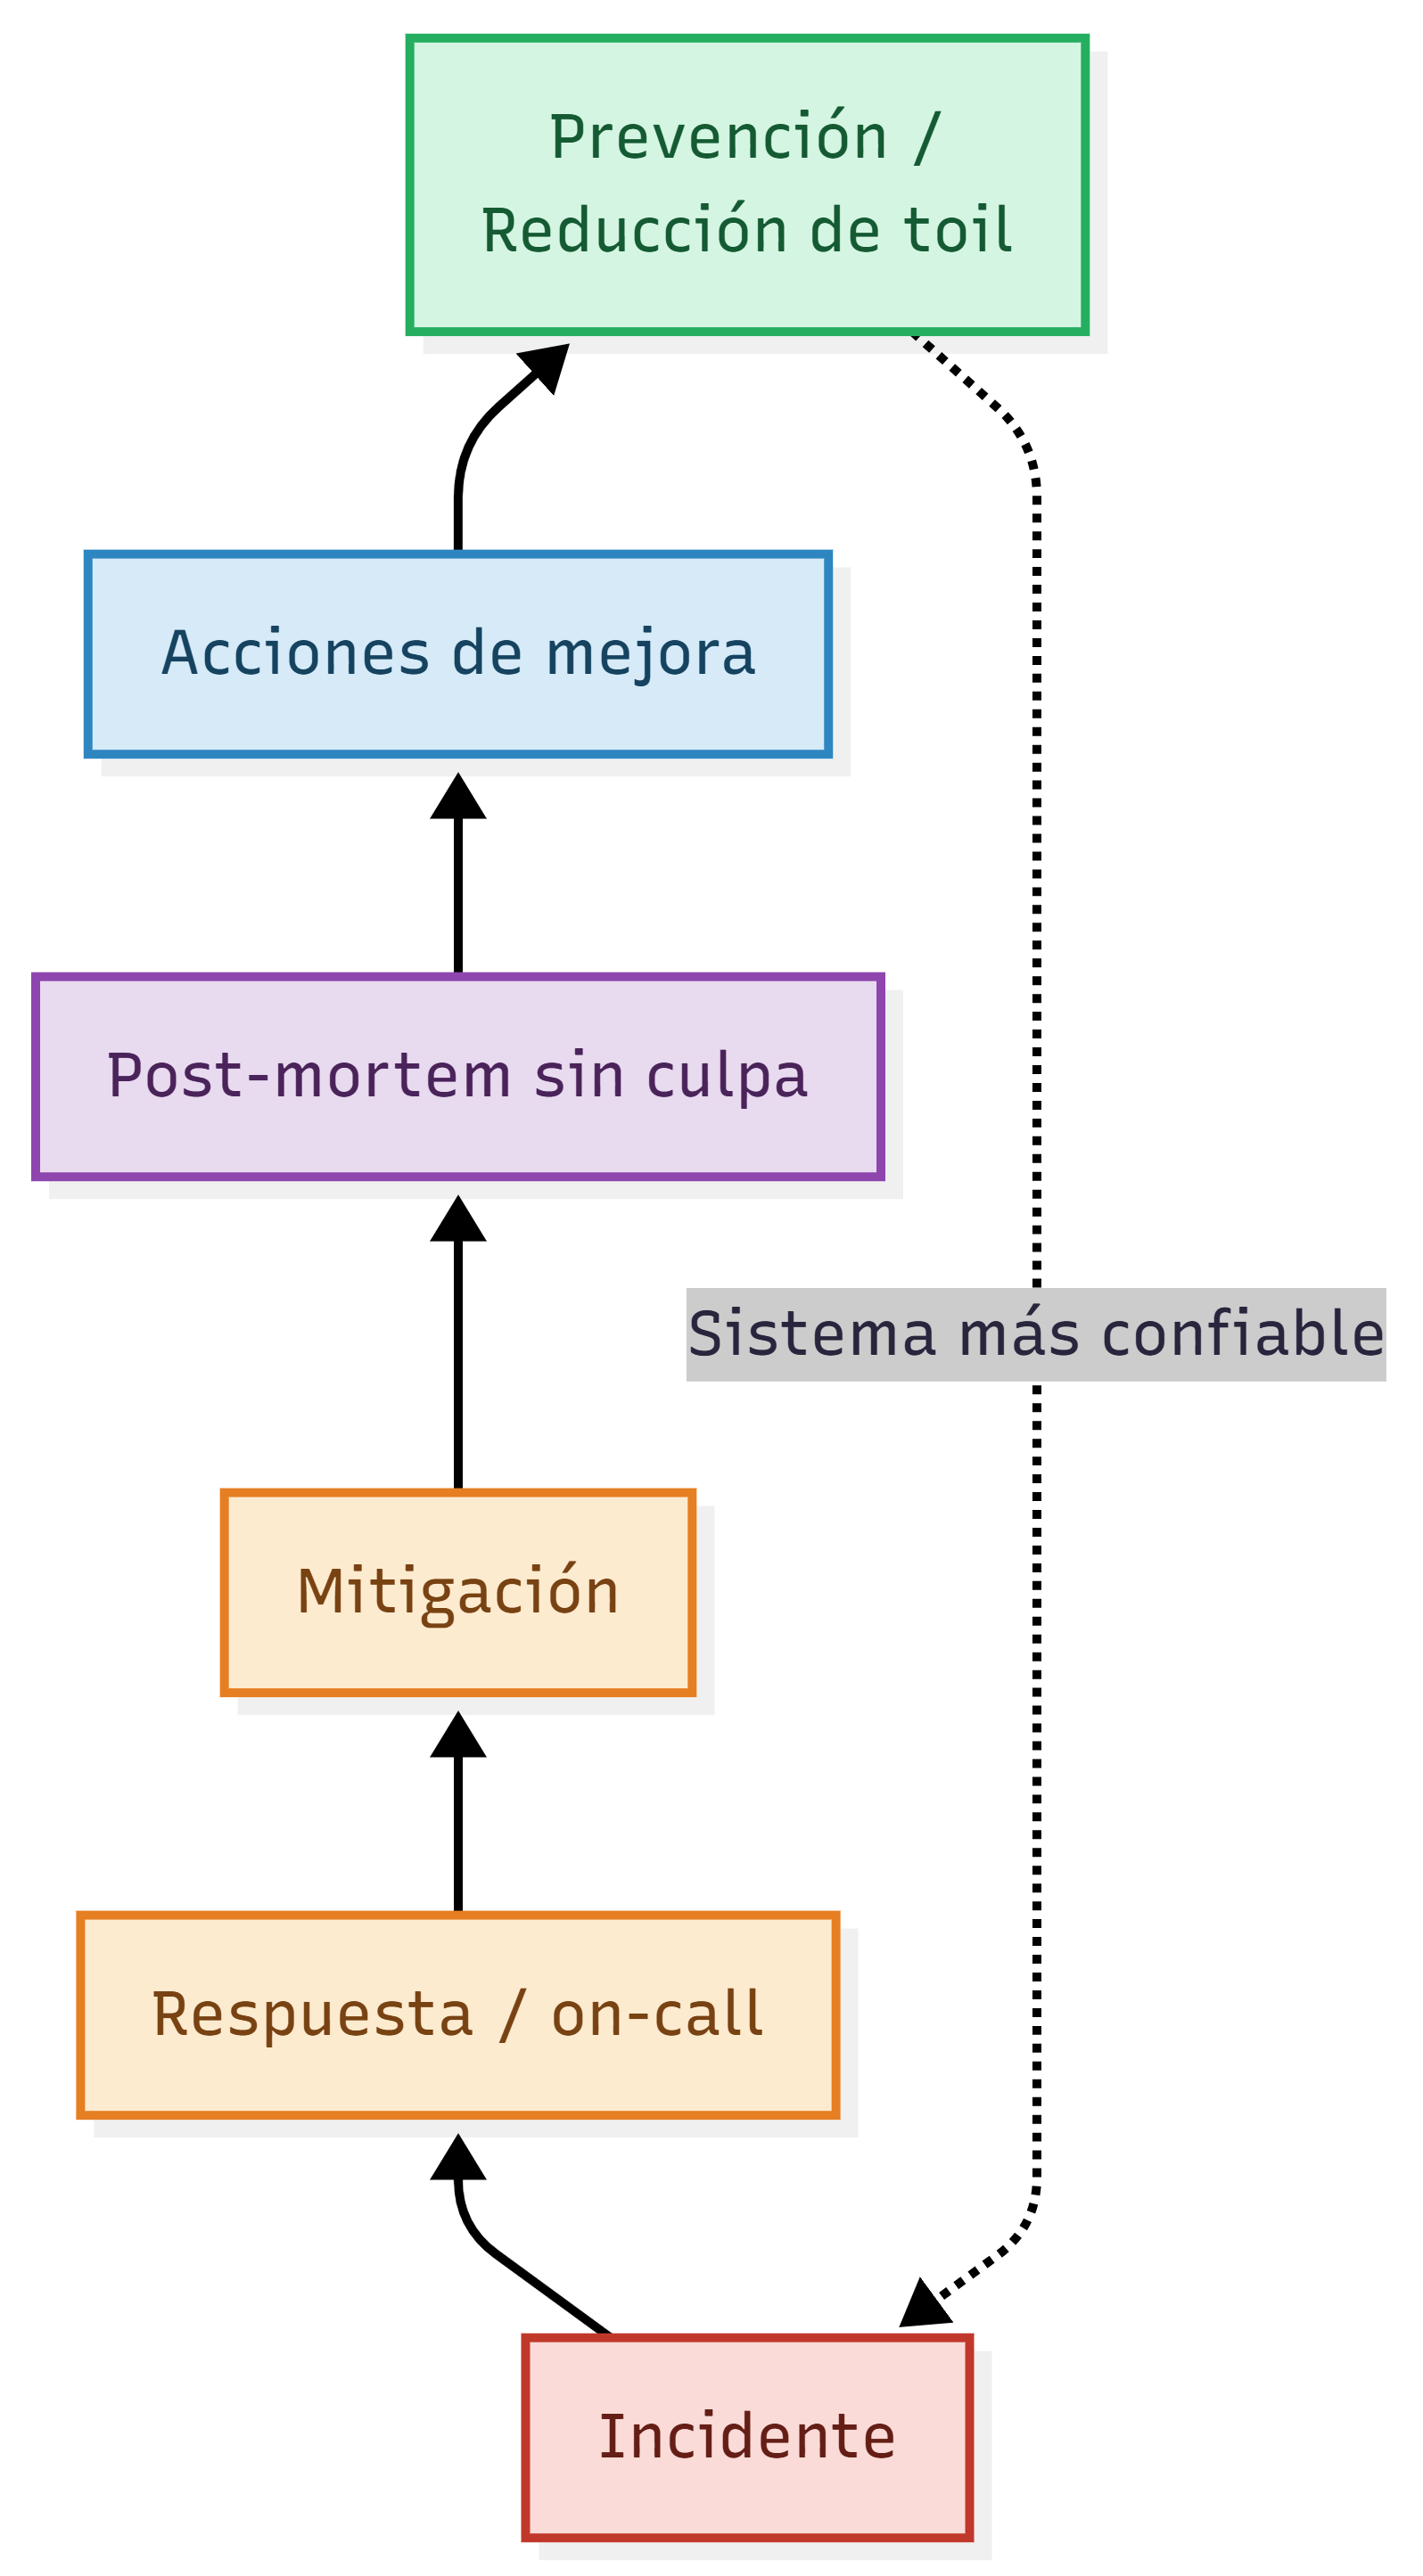 Prevención /
Reducción de toil
Acciones de mejora
Post-mortem sin culpa
Sistema más confiable
Mitigación
Respuesta / on-call
Incidente